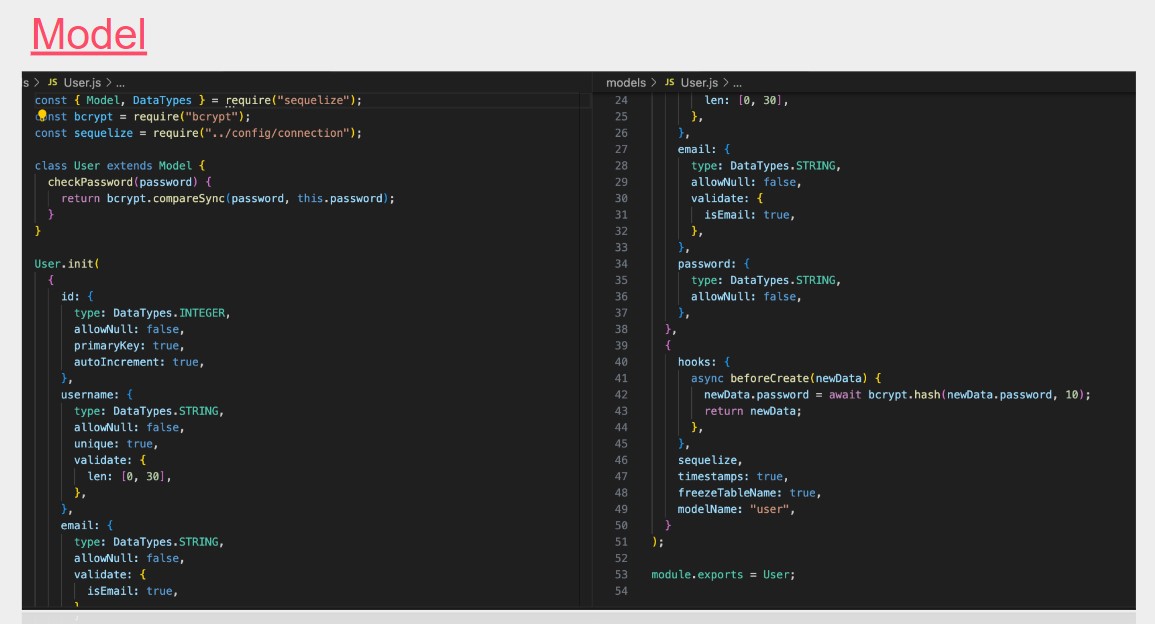 Model
s > JS User.js > ...
const { Model, DataTypes } = require("sequelize");
const bcrypt = require("bcrypt");
const sequelize = require("../config/connection");
class User extends Model {
checkPassword(password) {
return bcrypt.compareSync(password, this.password);
}
}
User.init(
{
id: {
type: DataTypes.INTEGER,
allowNull: false,
primaryKey: true,
autoIncrement: true,
},
username: {
type: DataTypes.STRING,
allowNull: false,
unique: true,
validate: {
len: [0, 30],
},
},
email: {
type: DataTypes.STRING,
allowNull: false,
validate: {
isEmail: true,
models > JS User.js > ...
24 len: [0, 30],
25 },
26 },
27 email: {
28 type: DataTypes.STRING,
29 allowNull: false,
30 validate: {
31 isEmail: true,
32 },
33 },
34 password: {
35 type: DataTypes.STRING,
36 allowNull: false,
37 },
38 },
39 {
40 hooks: {
41 async beforeCreate(newData) {
42 newData.password = await bcrypt.hash(newData.password, 10);
43 return newData;
44 },
45 },
46 sequelize,
47 timestamps: true,
48 freezeTableName: true,
49 modelName: "user",
50 }
51 );
52
53 module.exports = User;
54